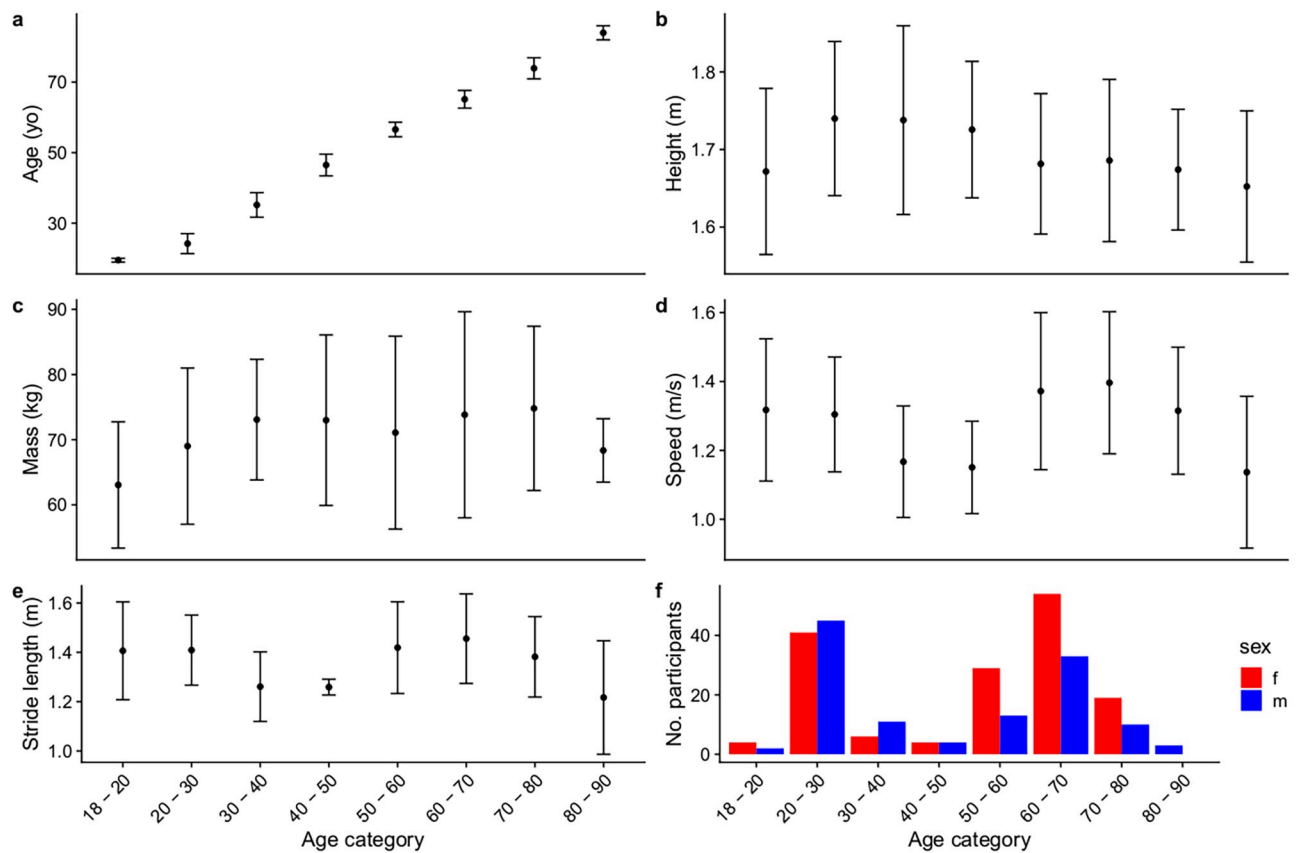 a
Age (yo)
70
50
30
b
Height (m)
1.8
1.7
1.6
c
Mass (kg)
90
80
70
60
d
Speed (m/s)
1.6
1.4
1.2
1.0
e
Stride length (m)
1.6
1.4
1.2
1.0
18 – 20
20 – 30
30 – 40
40 – 50
50 – 60
60 – 70
70 – 80
80 – 90
Age category
f
No. participants
40
20
0
18 – 20
20 – 30
30 – 40
40 – 50
50 – 60
60 – 70
70 – 80
80 – 90
Age category
sex
f
m